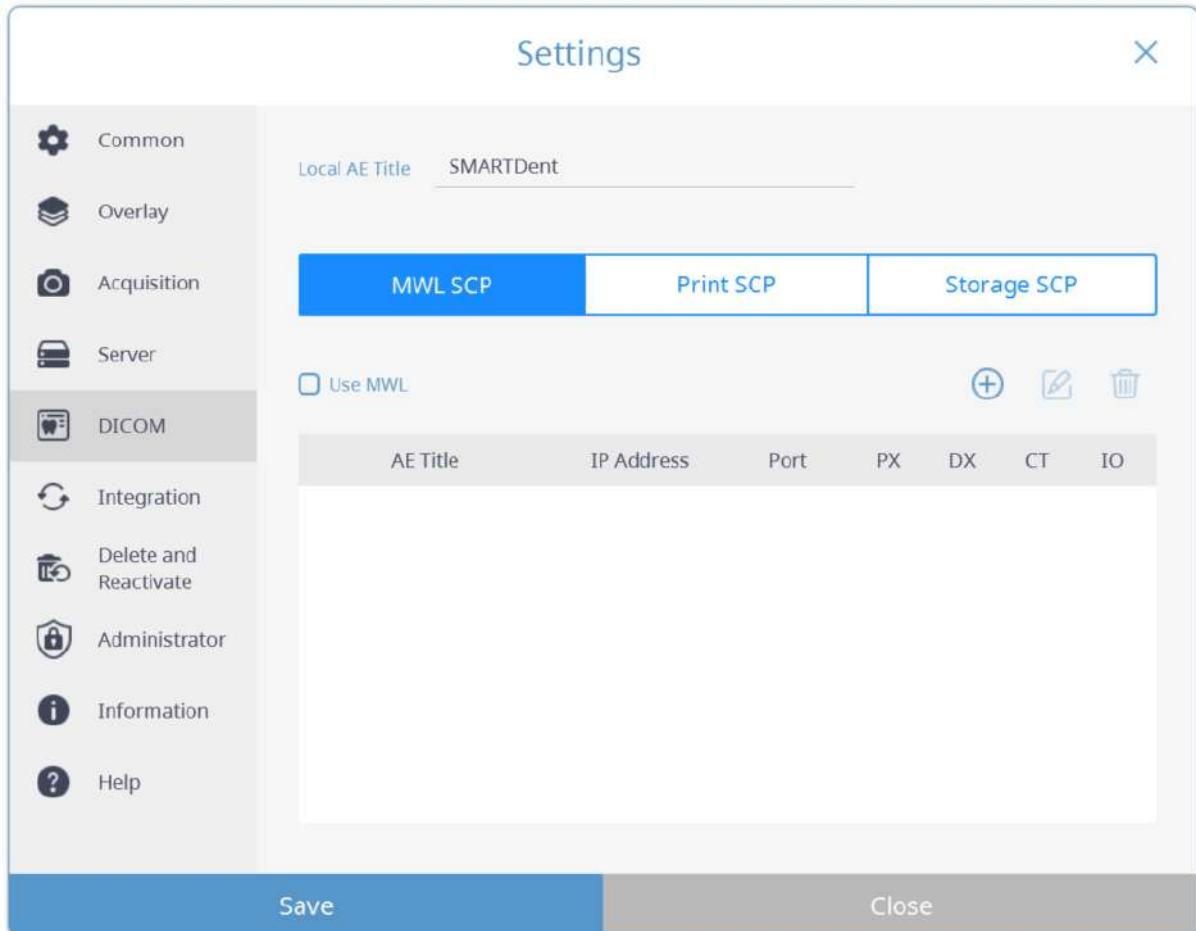 Settings
Common
Overlay
Acquisition
Server
DICOM
Integration
Delete and
Reactivate
Administrator
Information
Help
Local AE Title SMARTDent
MWL SCP Print SCP Storage SCP
Use MWL
AE Title IP Address Port PX DX CT IO
Save Close